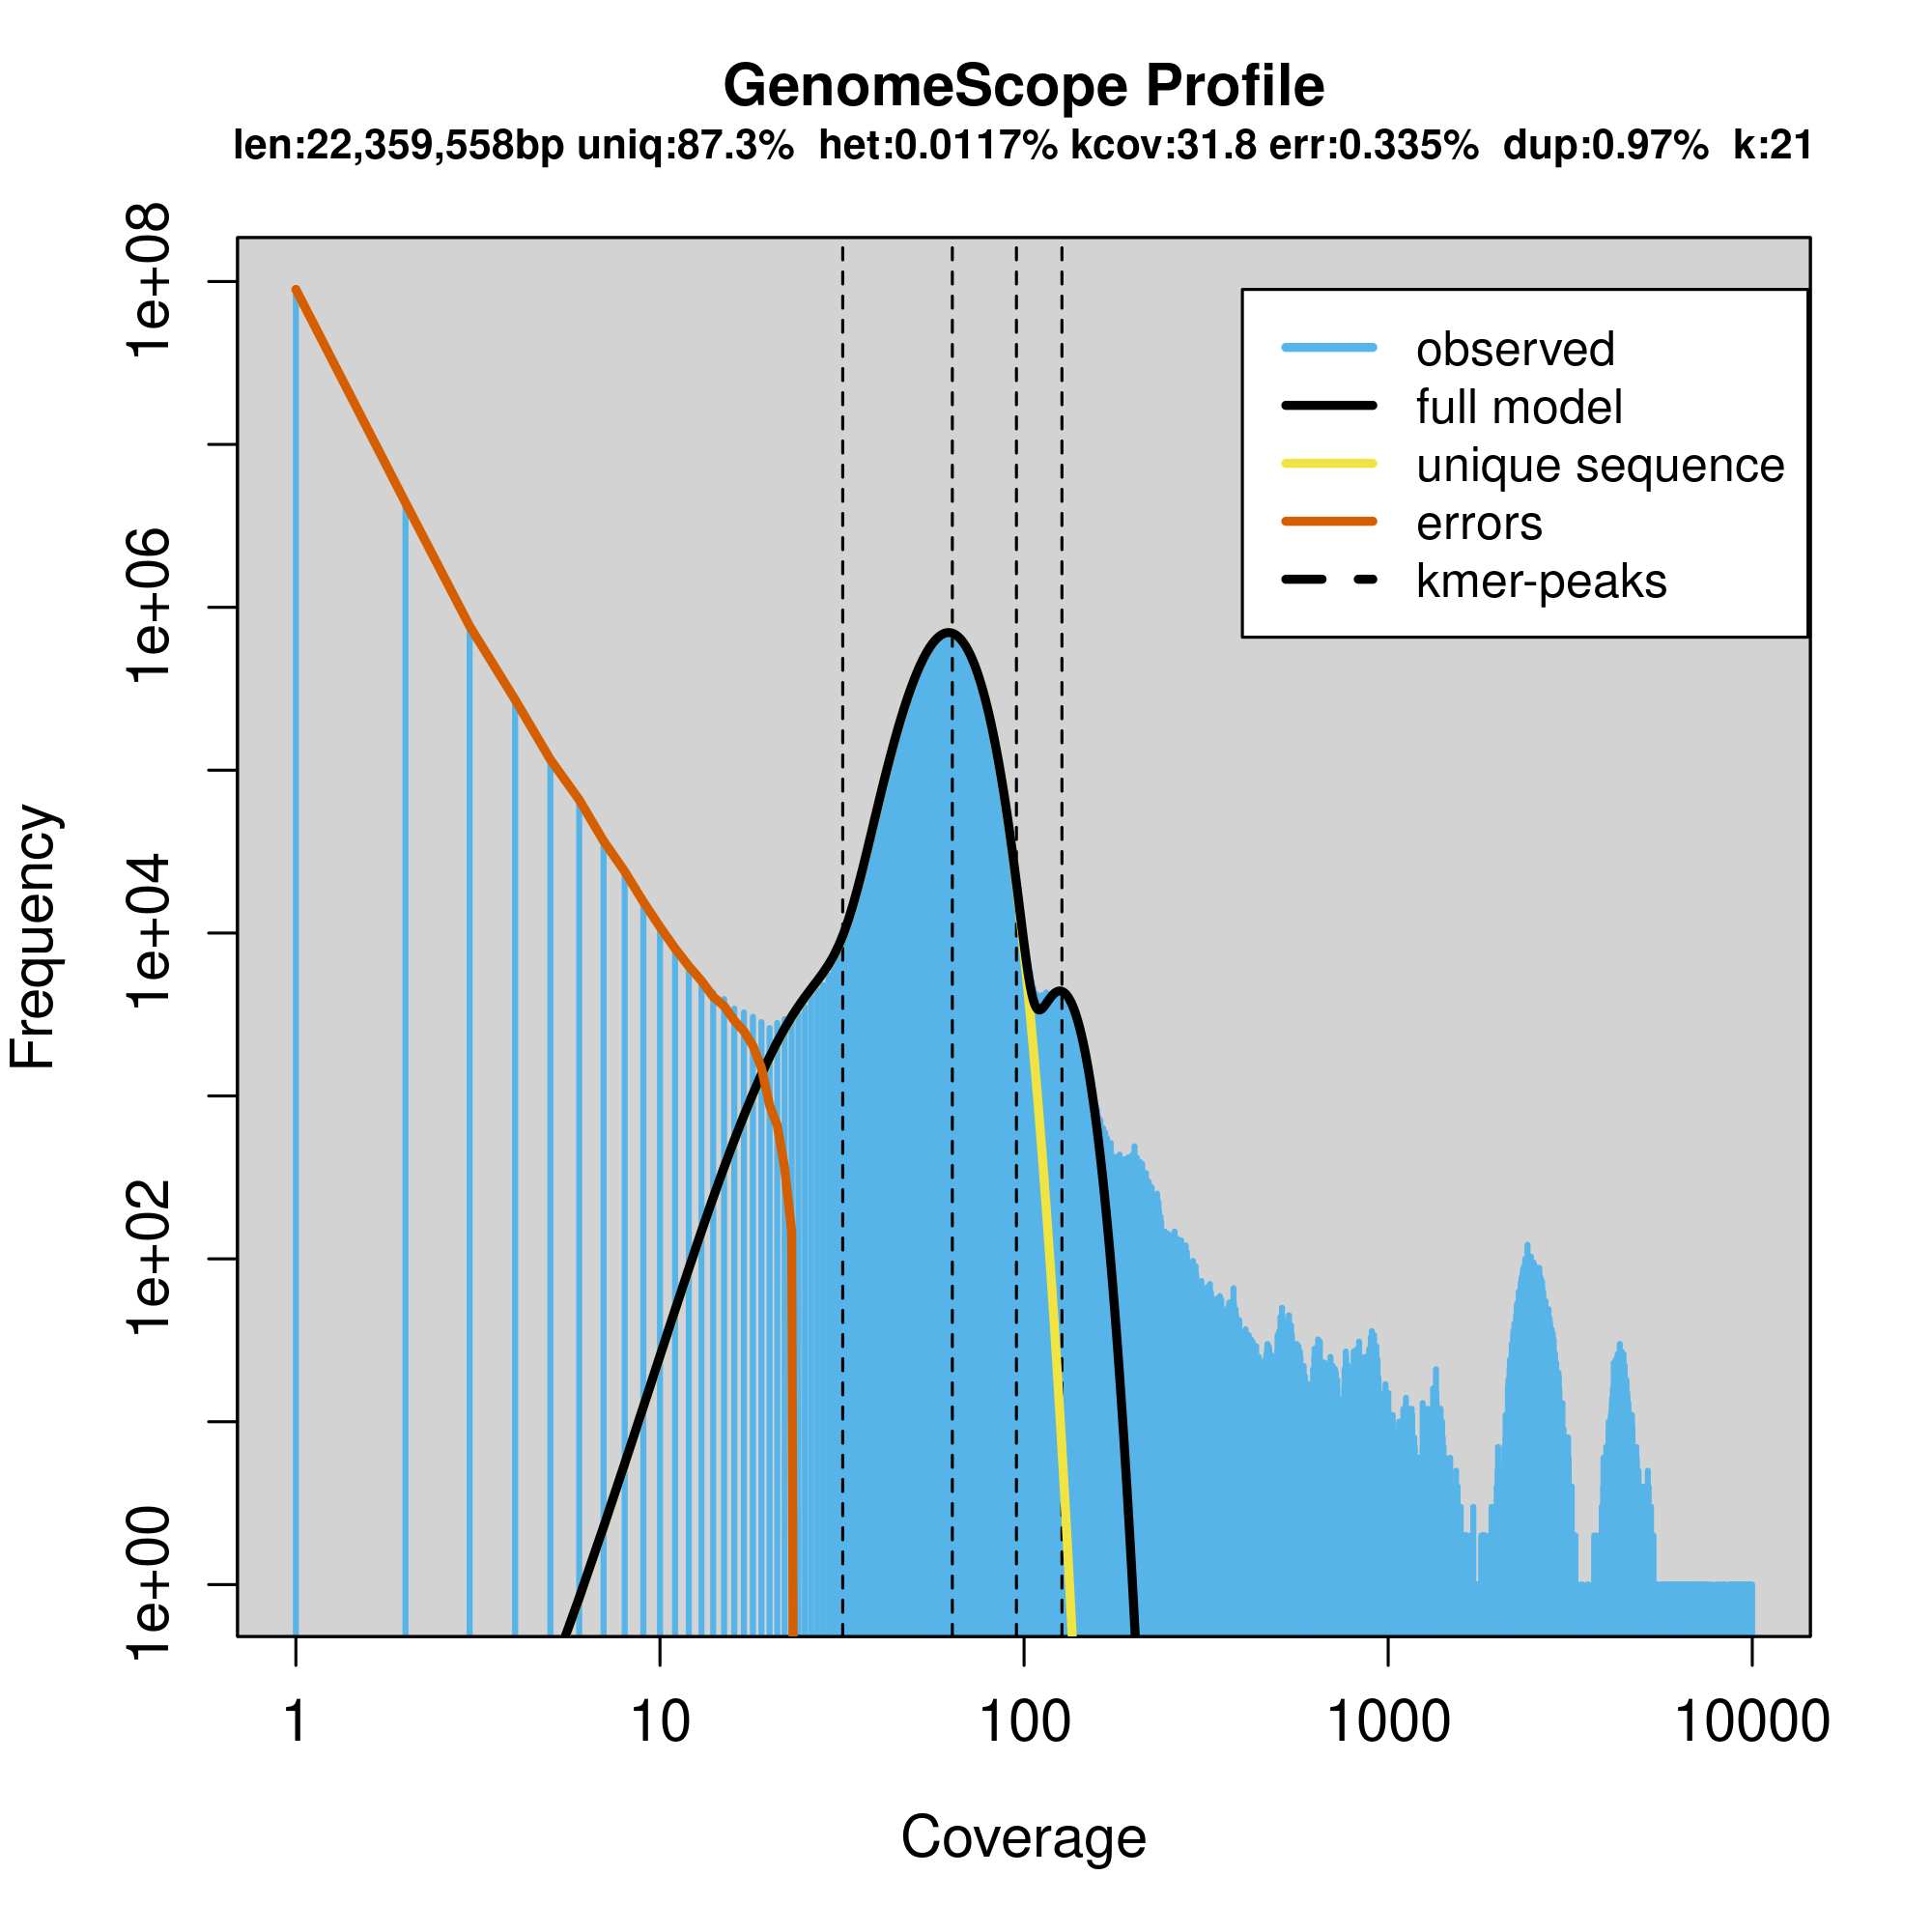 GenomeScope Profile
len:22,359,558bp uniq:87.3% het:0.0117% kcov:31.8 err:0.335% dup:0.97% k:21
observed
full model
unique sequence
errors
kmer-peaks
Frequency
1e+08
1e+06
1e+04
1e+02
1e+00
1 10 100 1000 10000
Coverage